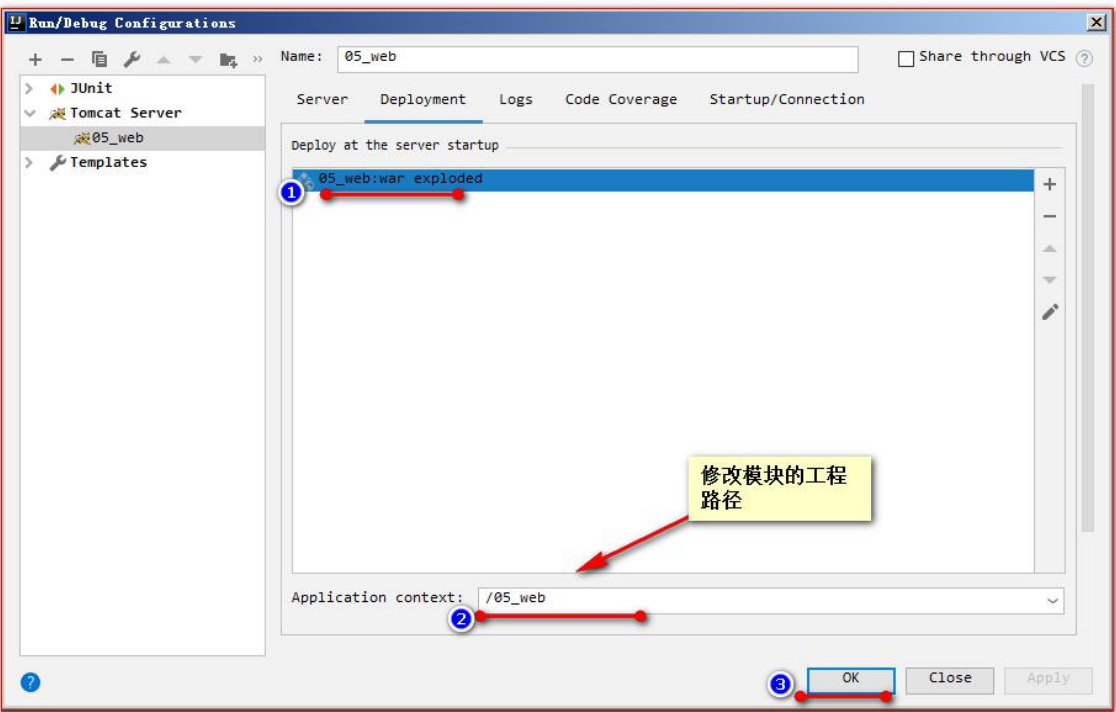 Run/Debug Configurations
Name: 05_web
Share through VCS ?
JUnit
Tomcat Server
05_web
Templates
Server Deployment Logs Code Coverage Startup/Connection
Deploy at the server startup
05_web:war exploded
1
修改模块的工程
路径
Application context: /05_web
2
?
3
OK Close Apply